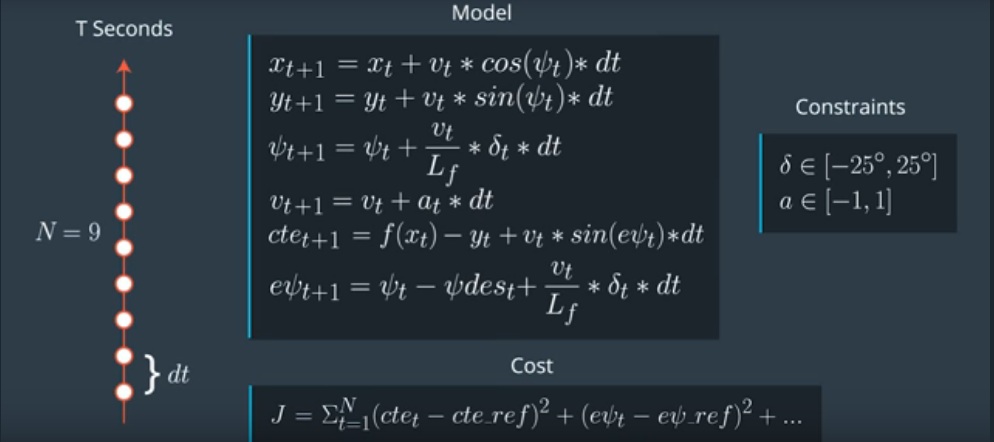 T Seconds
N = 9
} dt
Model
x_{t+1} = x_t + v_t * cos(ψ_t) * dt
y_{t+1} = y_t + v_t * sin(ψ_t) * dt
ψ_{t+1} = ψ_t + \frac{v_t}{L_f} * δ_t * dt
v_{t+1} = v_t + a_t * dt
cte_{t+1} = f(x_t) − y_t + v_t * sin(eψ_t) * dt
eψ_{t+1} = ψ_t − ψdes_t + \frac{v_t}{L_f} * δ_t * dt
Constraints
δ ∈ [−25°, 25°]
a ∈ [−1, 1]
Cost
J = Σ_{t=1}^{N}(cte_t − cte_ref)^2 + (eψ_t − eψ_ref)^2 + ...